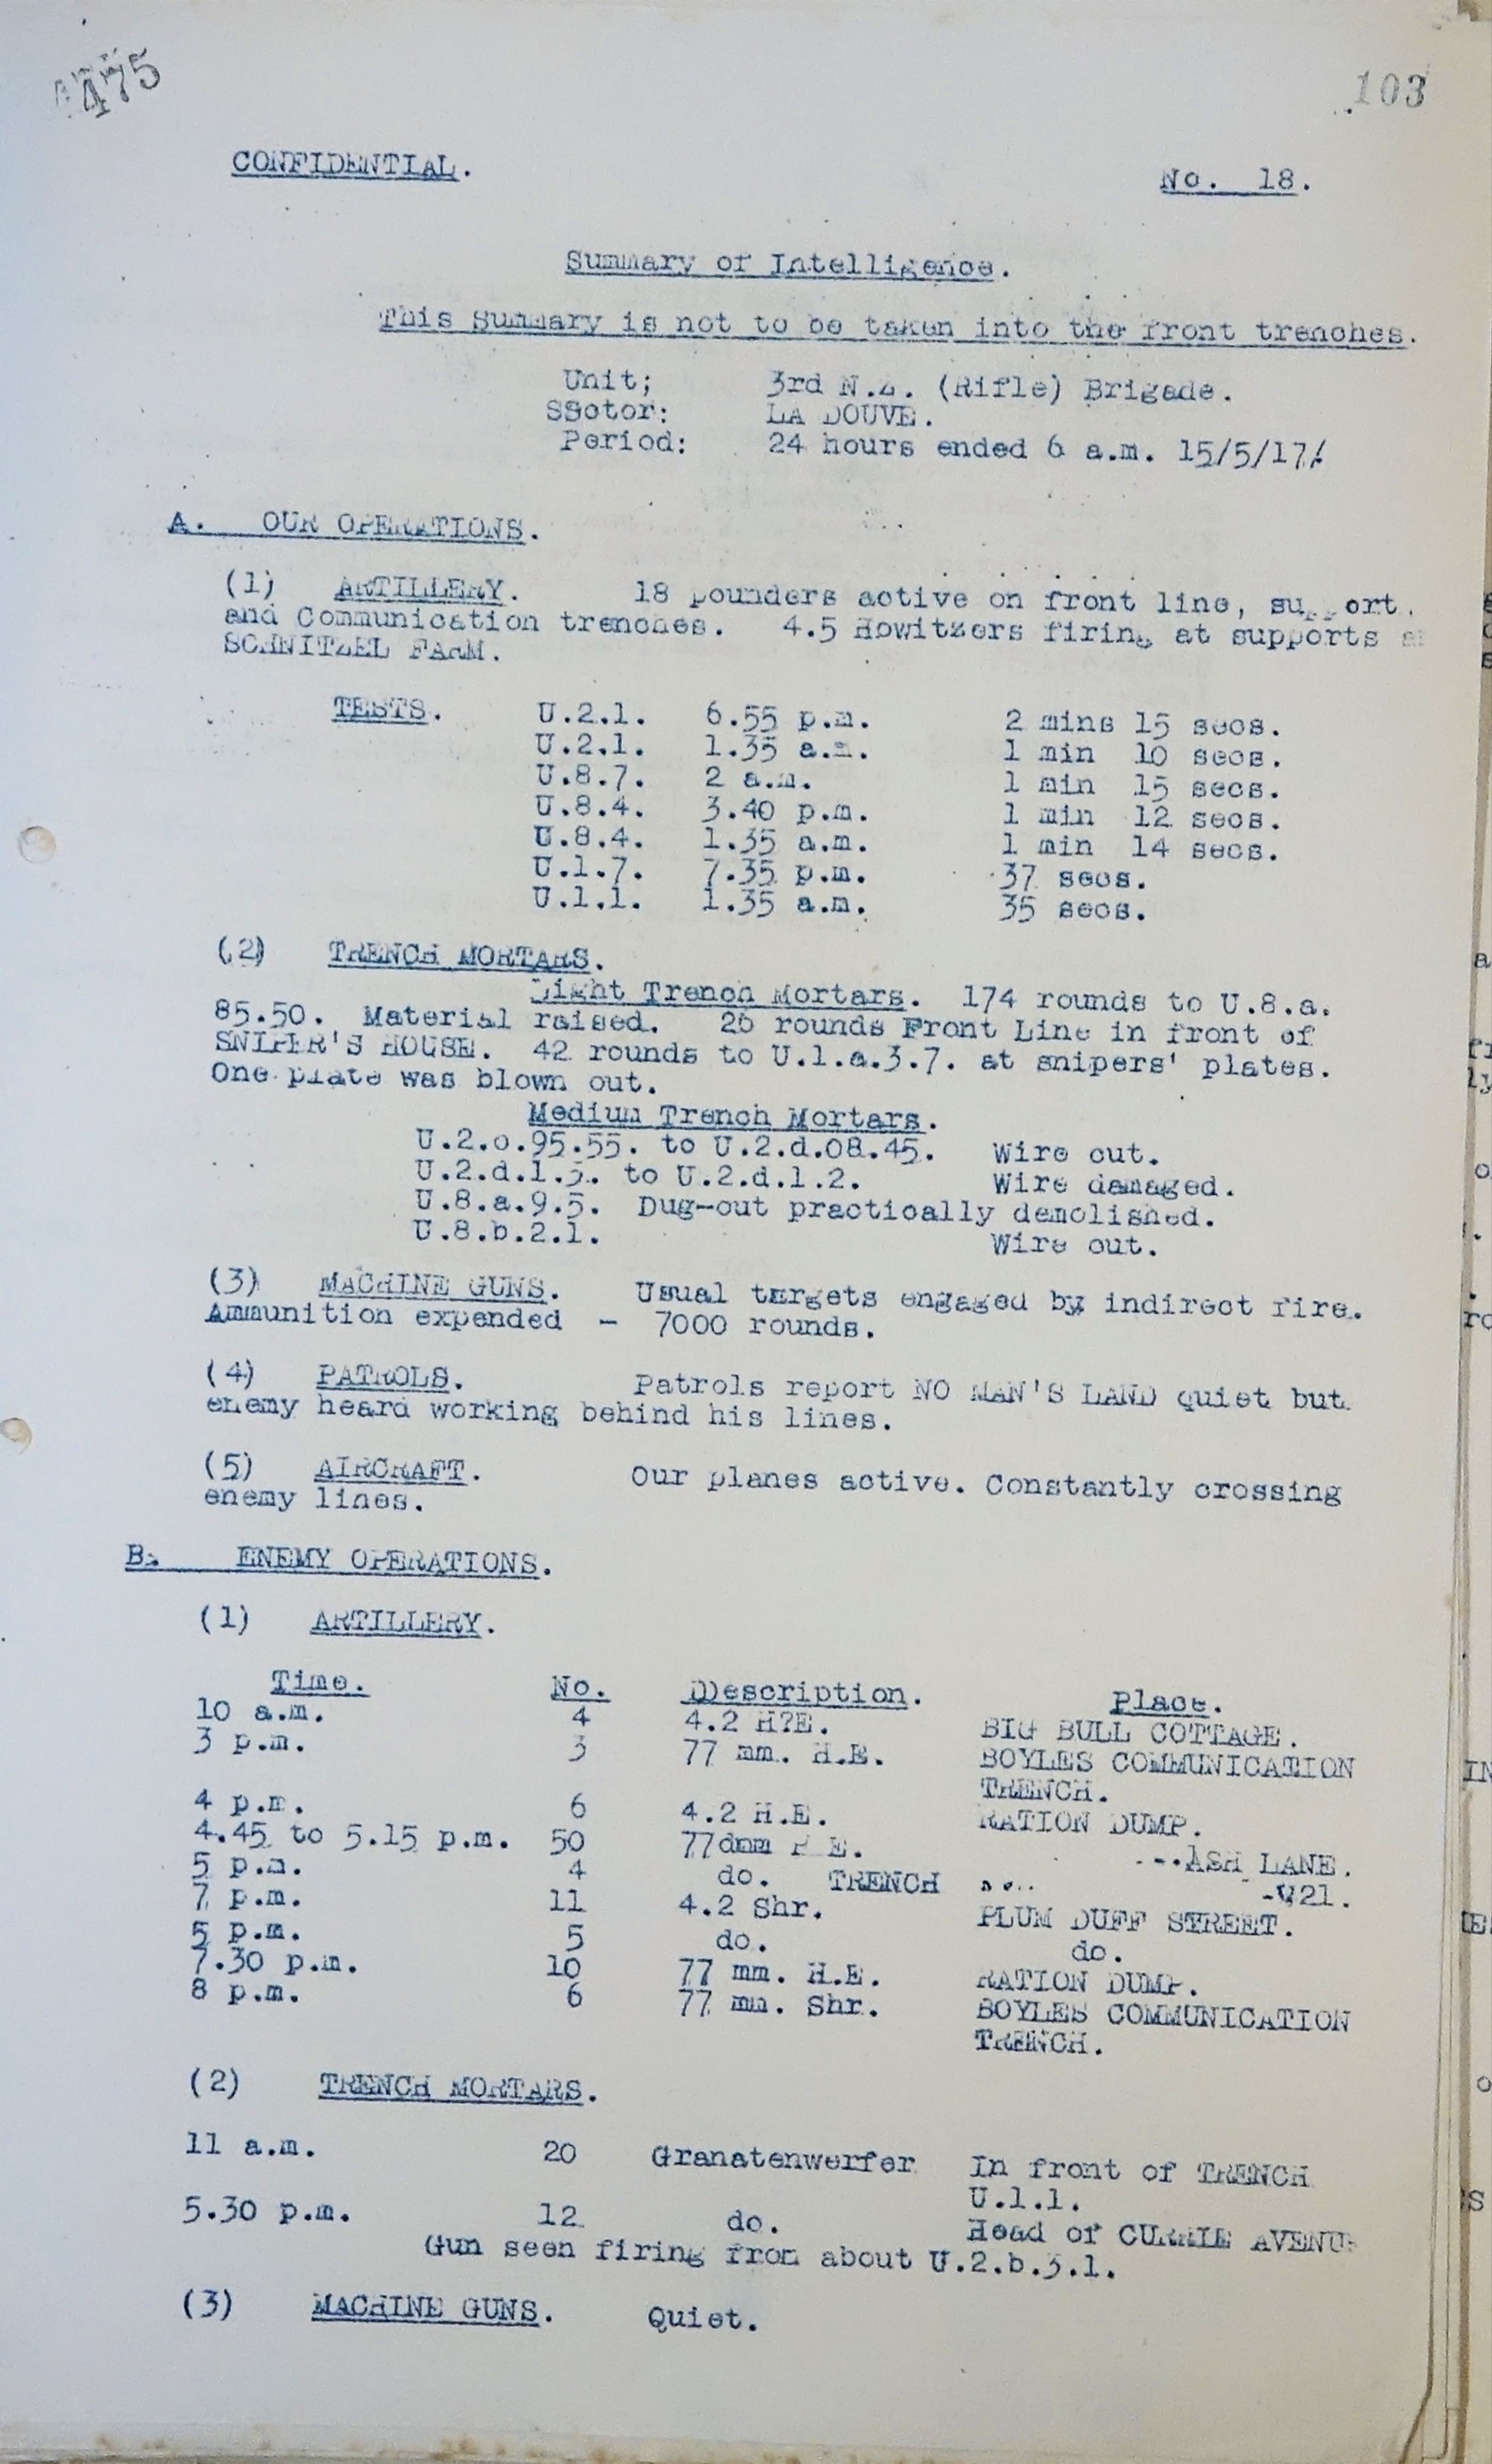 475
103
CONFIDENTIAL.
No. 18.
Summary of Intelligence.
This Summary is not to be taken into the front trenches.
Unit; 3rd N.Z. (Rifle) Brigade.
SSctor: LA DOUVE.
Period: 24 hours ended 6 a.m. 15/5/17.
A. OUR OPERATIONS.
(1) ARTILLERY. 18 pounders active on front line, support.
and Communication trenches. 4.5 Howitzers firing at supports
SCHNITZEL FARM.
TESTS. U.2.1. 6.55 p.m. 2 mins 15 secs.
U.2.1. 1.35 a.m. 1 min 10 secs.
U.8.7. 2 a.m. 1 min 15 secs.
U.8.4. 3.40 p.m. 1 min 12 secs.
U.8.4. 1.35 a.m. 1 min 14 secs.
U.1.7. 7.35 p.m. 37 secs.
U.1.1. 1.35 a.m. 35 secs.
(2) TRENCH MORTARS.
Light Trench Mortars. 174 rounds to U.8.a.
85.50. Material raised. 26 rounds Front Line in front of
SNIPER'S HOUSE. 42 rounds to U.1.a.3.7. at snipers' plates.
One plate was blown out.
Medium Trench Mortars.
U.2.c.95.55. to U.2.d.08.45. Wire cut.
U.2.d.1.3. to U.2.d.1.2. Wire damaged.
U.8.a.9.5. Dug-out practically demolished.
U.8.b.2.1. Wire cut.
(3) MACHINE GUNS. Usual targets engaged by indirect fire.
Ammunition expended - 7000 rounds.
(4) PATROLS. Patrols report NO MAN'S LAND quiet but
enemy heard working behind his lines.
(5) AIRCRAFT. Our planes active. Constantly crossing
enemy lines.
B. ENEMY OPERATIONS.
(1) ARTILLERY.
Time. No. Description. Place.
10 a.m. 4 4.2 H?E. BIG BULL COTTAGE.
3 p.m. 3 77 mm. H.E. BOYLES COMMUNICATION
TRENCH.
4 p.m. 6 4.2 H.E. RATION DUMP.
4.45 to 5.15 p.m. 50 E. ASH LANE.
5 p.m. 4 do. TRENCH
7 p.m. 11 4.2 Shr. PLUM DUFF STREET.
5 p.m. 5 do. do.
7.30 p.m. 10 77 mm. H.E. RATION DUMP.
8 p.m. 6 77 mm. Shr. BOYLES COMMUNICATION
TRENCH.
(2) TRENCH MORTARS.
11 a.m. 20 Granatenwerfer In front of TRENCH
U.1.1.
5.30 p.m. 12 do. Head of CURRIE AVENU
Gun seen firing from about U.2.b.3.1.
(3) MACHINE GUNS. Quiet.